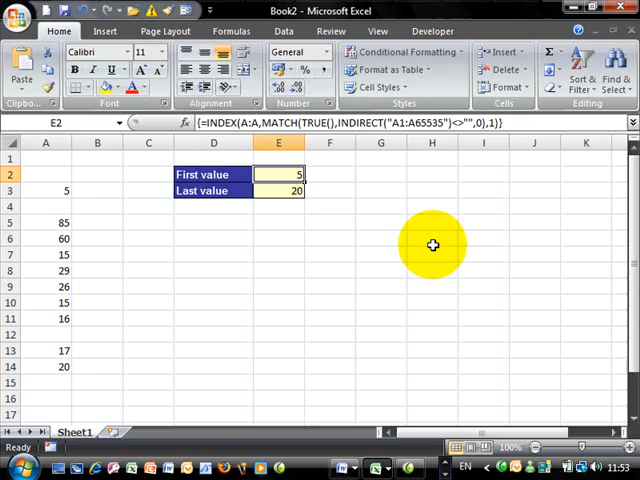 Book2 - Microsoft Excel
Home Insert Page Layout Formulas Data Review View Developer
Calibri 11 General Conditional Formatting Insert Σ
Paste B I U A A % , Format as Table Delete Sort & Filter Find & Select
Cell Styles Format
Clipboard... Font Alignment Number Styles Cells Editing
E2 fx {=INDEX(A:A,MATCH(TRUE(),INDIRECT("A1:A65535")<>"",0),1)}
A B C D E F G H I J K
1
2 First value 5
3 5 Last value 20
4
5 85
6 60
7 15
8 29
9 26
10 15
11 16
12
13 17
14 20
15
16
17
Sheet1
Ready 100%
EN 11:53